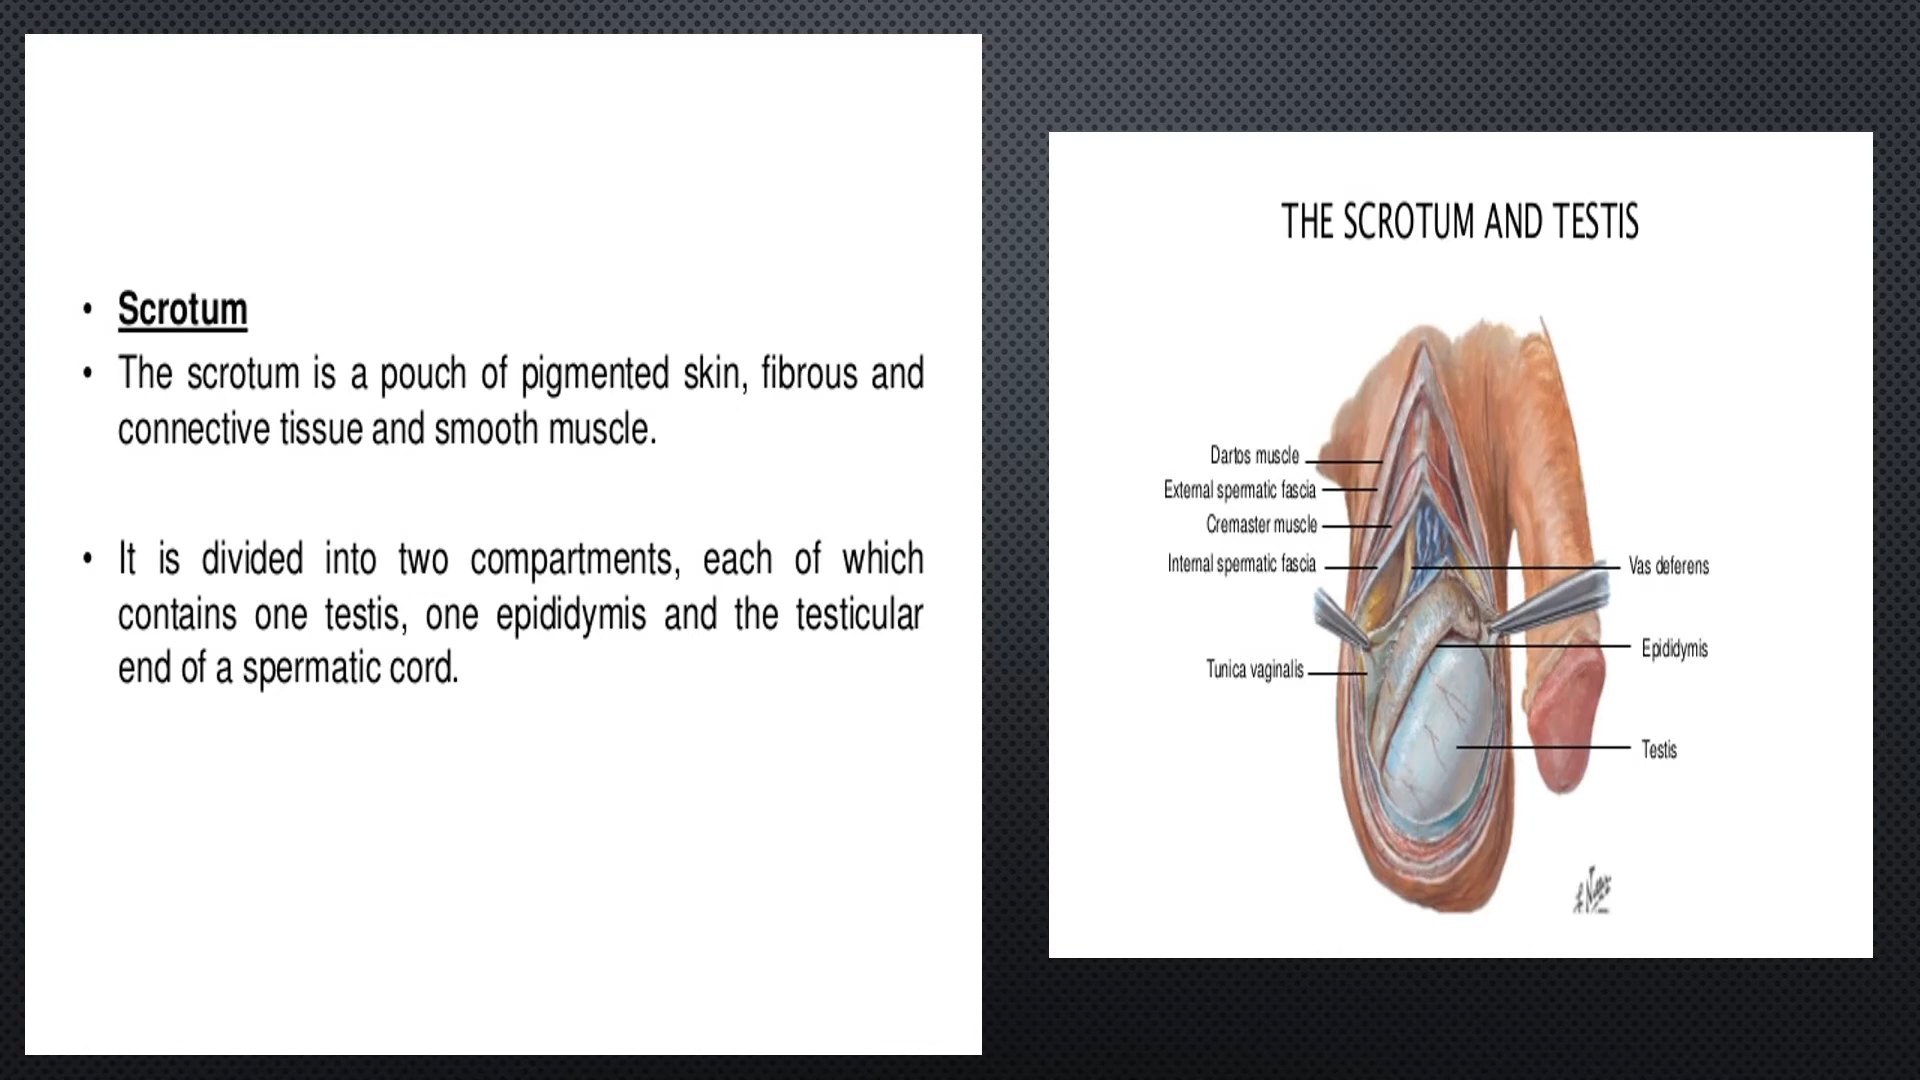 • Scrotum
• The scrotum is a pouch of pigmented skin, fibrous and
connective tissue and smooth muscle.
• It is divided into two compartments, each of which
contains one testis, one epididymis and the testicular
end of a spermatic cord.
THE SCROTUM AND TESTIS
Dartos muscle
External spermatic fascia
Cremaster muscle
Internal spermatic fascia
Tunica vaginalis
Vas deferens
Epididymis
Testis